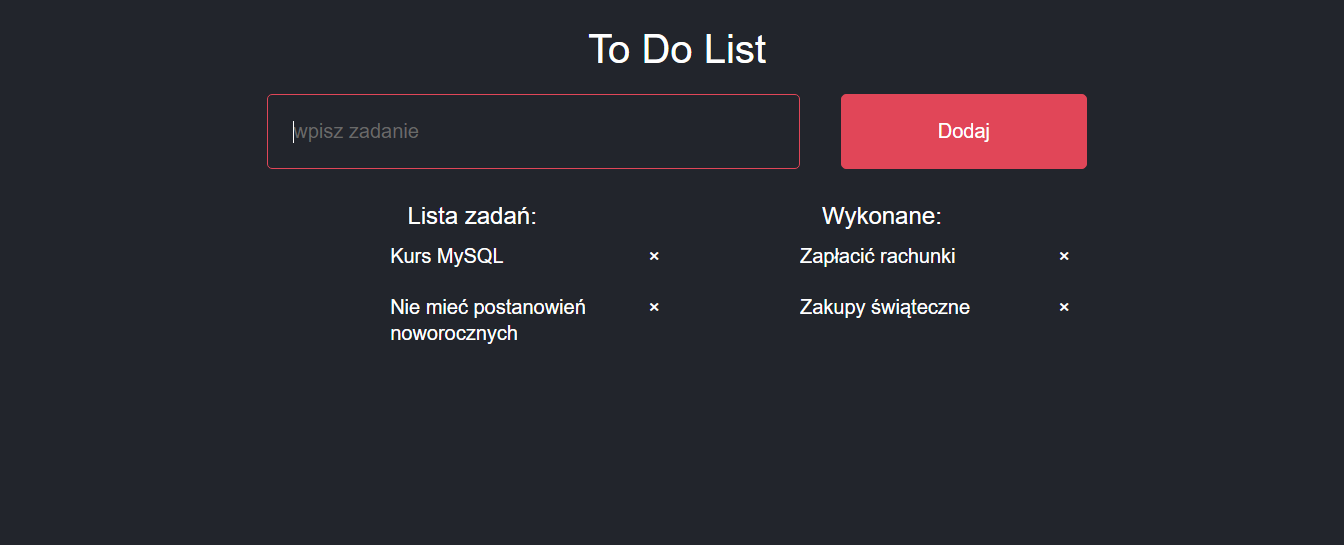 To Do List
wpisz zadanie
Dodaj
Lista zadań:
Kurs MySQL ×
Nie mieć postanowień ×
noworocznych
Wykonane:
Zapłacić rachunki ×
Zakupy świąteczne ×